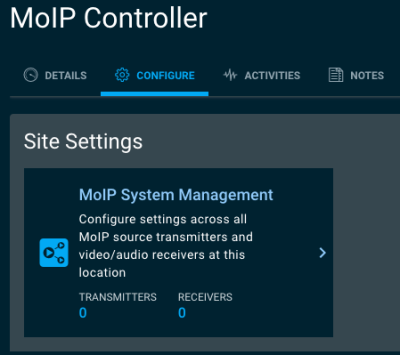 MoIP Controller
DETAILS CONFIGURE ACTIVITIES NOTES
Site Settings
MoIP System Management
Configure settings across all
MoIP source transmitters and
video/audio receivers at this
location
TRANSMITTERS RECEIVERS
0 0